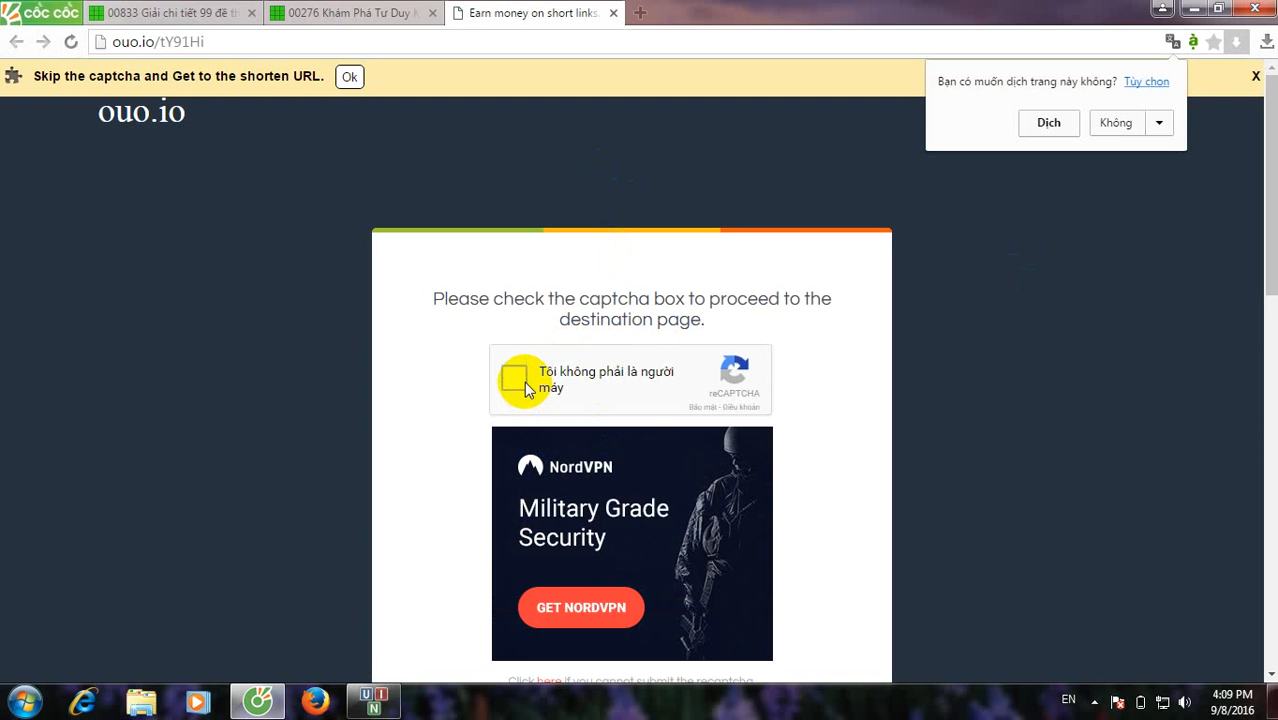 cốc cốc
00833 Giải chi tiết 99 đề th
00276 Khám Phá Tư Duy K
Earn money on short links.
ouo.io/tY91Hi
Skip the captcha and Get to the shorten URL.
Ok
X
Bạn có muốn dịch trang này không? Tùy chọn
Dịch
Không
ouo.io
Please check the captcha box to proceed to the
destination page.
Tôi không phải là người
máy
reCAPTCHA
Bảo mật - Điều khoản
NordVPN
Military Grade
Security
GET NORDVPN
Click here if you cannot submit the recaptcha
U I
N
EN
4:09 PM
9/8/2016